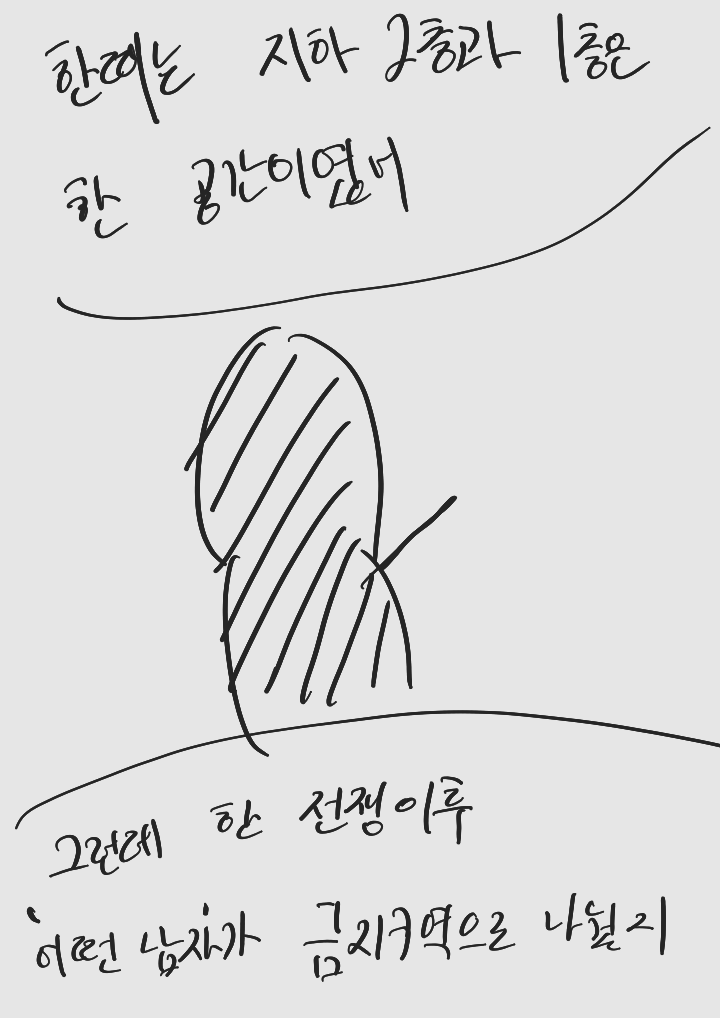 한때는 지하 2층과 1층은
한 공간이였어
그런데 한 전쟁이후
어떤 남자가 금지구역으로 나뉠지